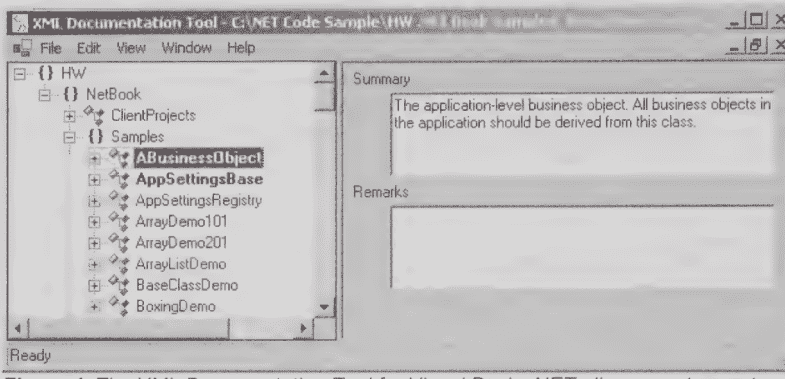 XML Documentation Tool - C:\.NET Code Sample\HW
File Edit View Window Help
{} HW
{} NetBook
ClientProjects
{} Samples
ABusinessObject
AppSettingsBase
AppSettingsRegistry
ArrayDemo101
ArrayDemo201
ArrayListDemo
BaseClassDemo
BoxingDemo
Summary
The application-level business object. All business objects in
the application should be derived from this class.
Remarks
Ready